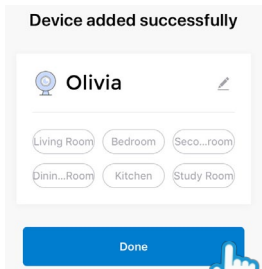 Device added successfully
Olivia
Living Room Bedroom Seco...room
Dinin...Room Kitchen Study Room
Done